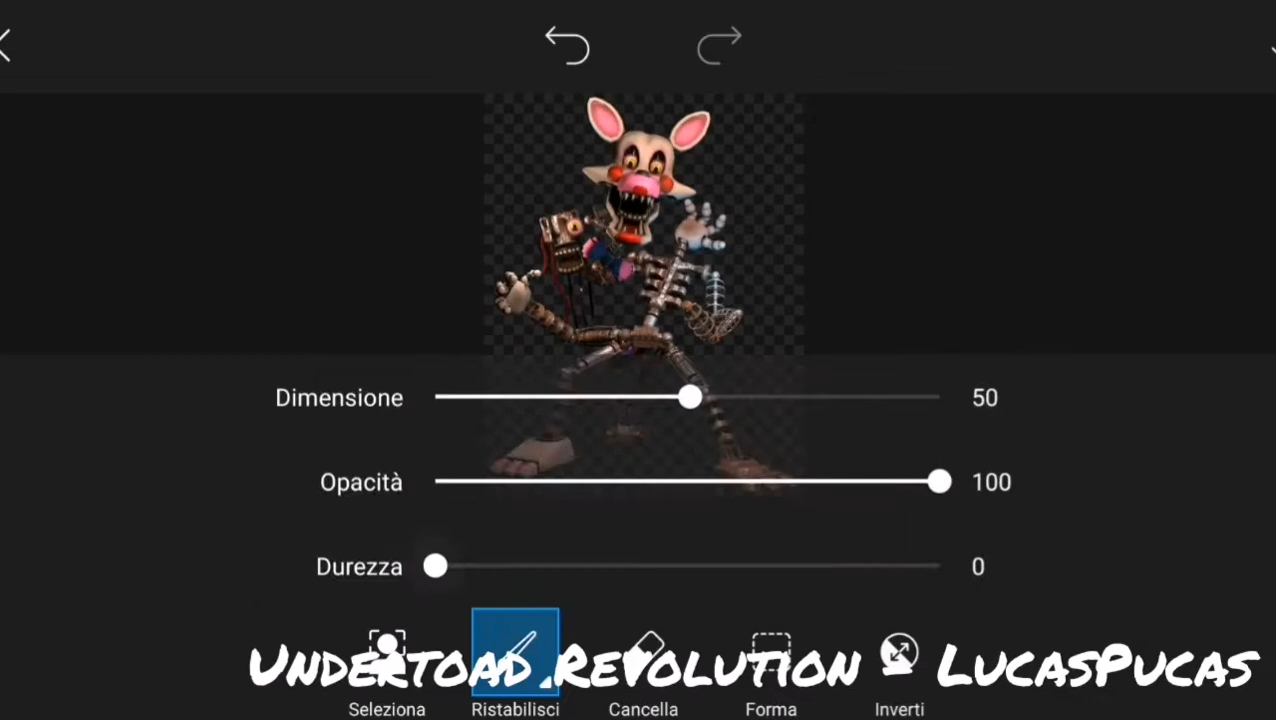 Dimensione 50
Opacità 100
Durezza 0
Undertoad Revolution - LucasPucas
Seleziona Ristabilisci Cancella Forma Inverti